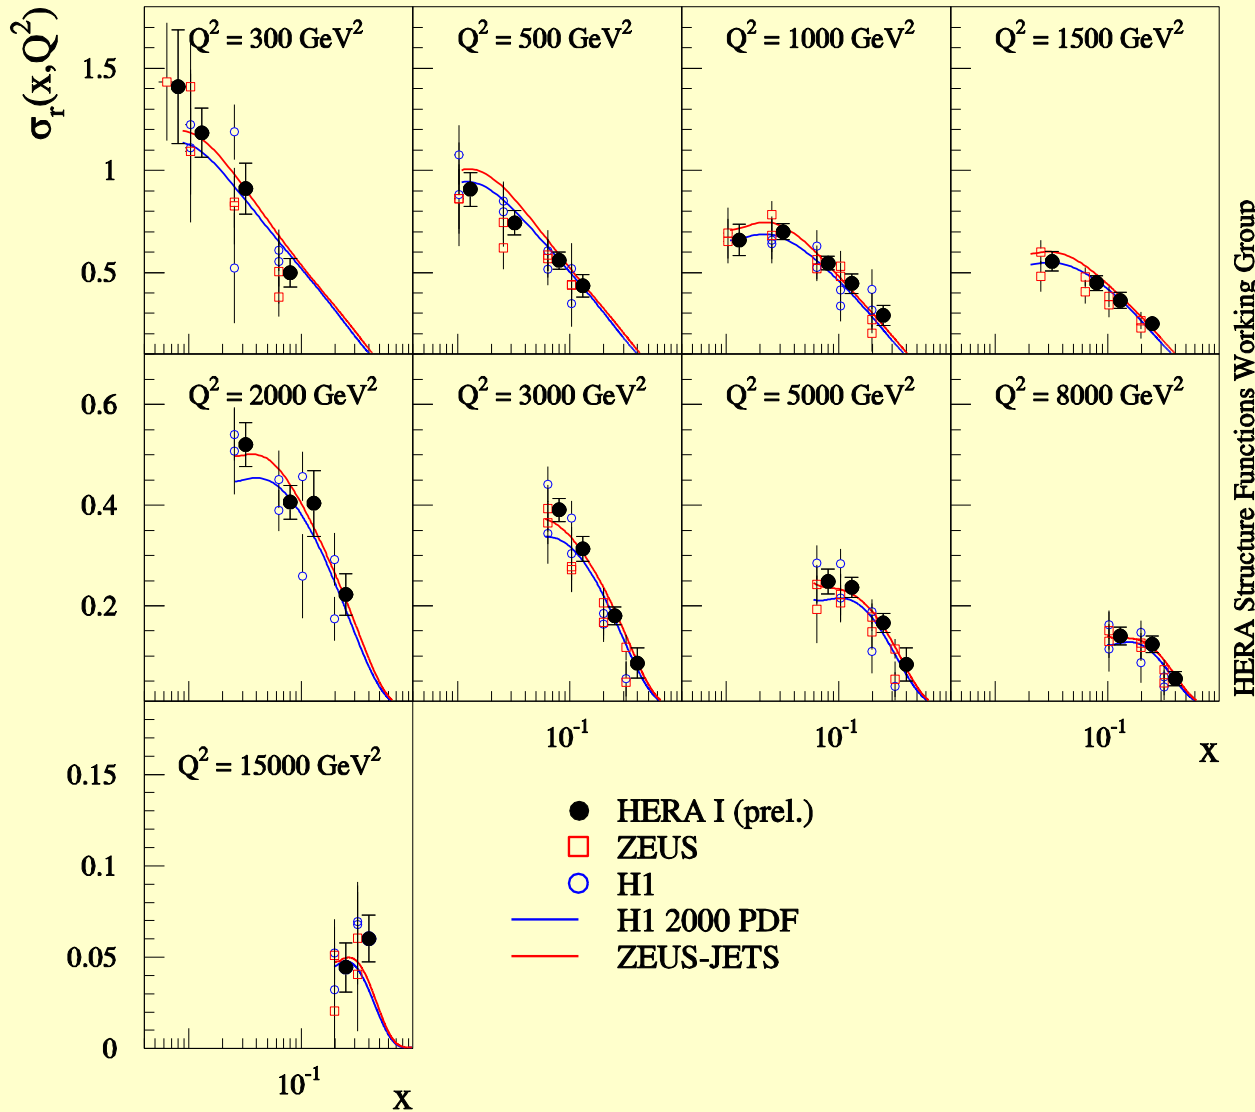 σr(x,Q²)
Q² = 300 GeV²
Q² = 500 GeV²
Q² = 1000 GeV²
Q² = 1500 GeV²
1.5
1
0.5
Q² = 2000 GeV²
Q² = 3000 GeV²
Q² = 5000 GeV²
Q² = 8000 GeV²
0.6
0.4
0.2
10⁻¹
10⁻¹
10⁻¹
x
Q² = 15000 GeV²
0.15
0.1
0.05
0
10⁻¹
x
HERA I (prel.)
ZEUS
H1
H1 2000 PDF
ZEUS-JETS
HERA Structure Functions Working Group